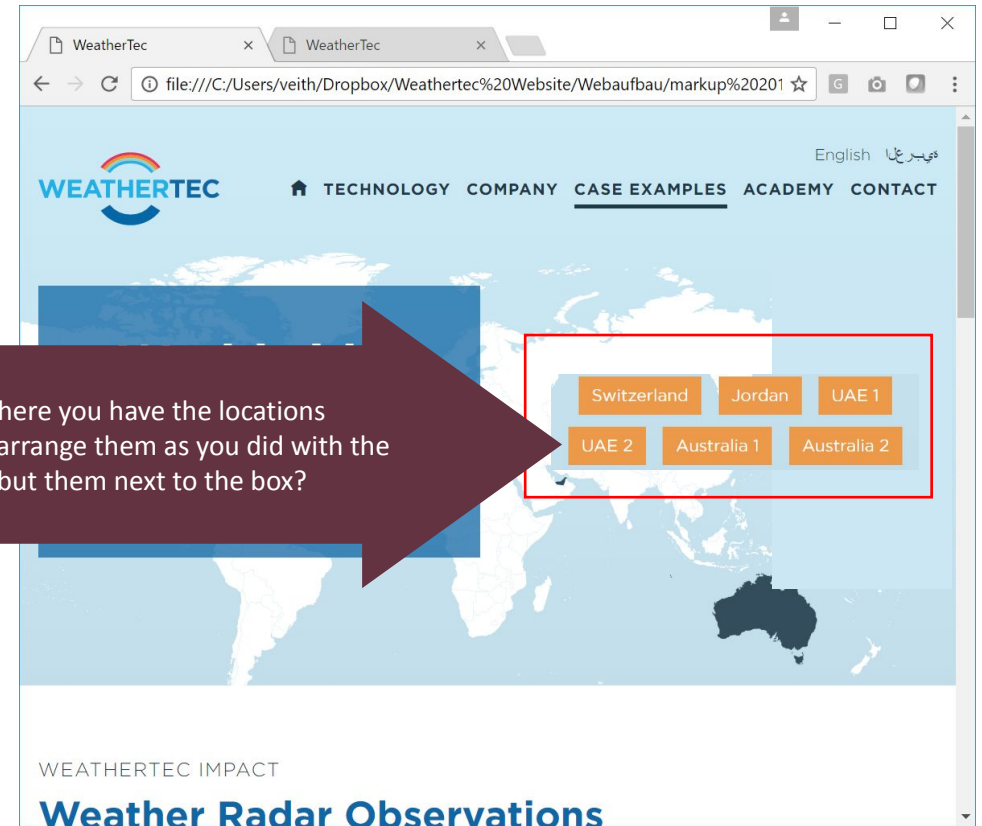 WeatherTec
WeatherTec
file:///C:/Users/veith/Dropbox/Weathertec%20Website/Webaufbau/markup%20201
G
English ةيبرعلا
WEATHERTEC
TECHNOLOGY COMPANY CASE EXAMPLES ACADEMY CONTACT
here you have the locations
arrange them as you did with the
but them next to the box?
Switzerland Jordan UAE 1
UAE 2 Australia 1 Australia 2
WEATHERTEC IMPACT
Weather Radar Observations